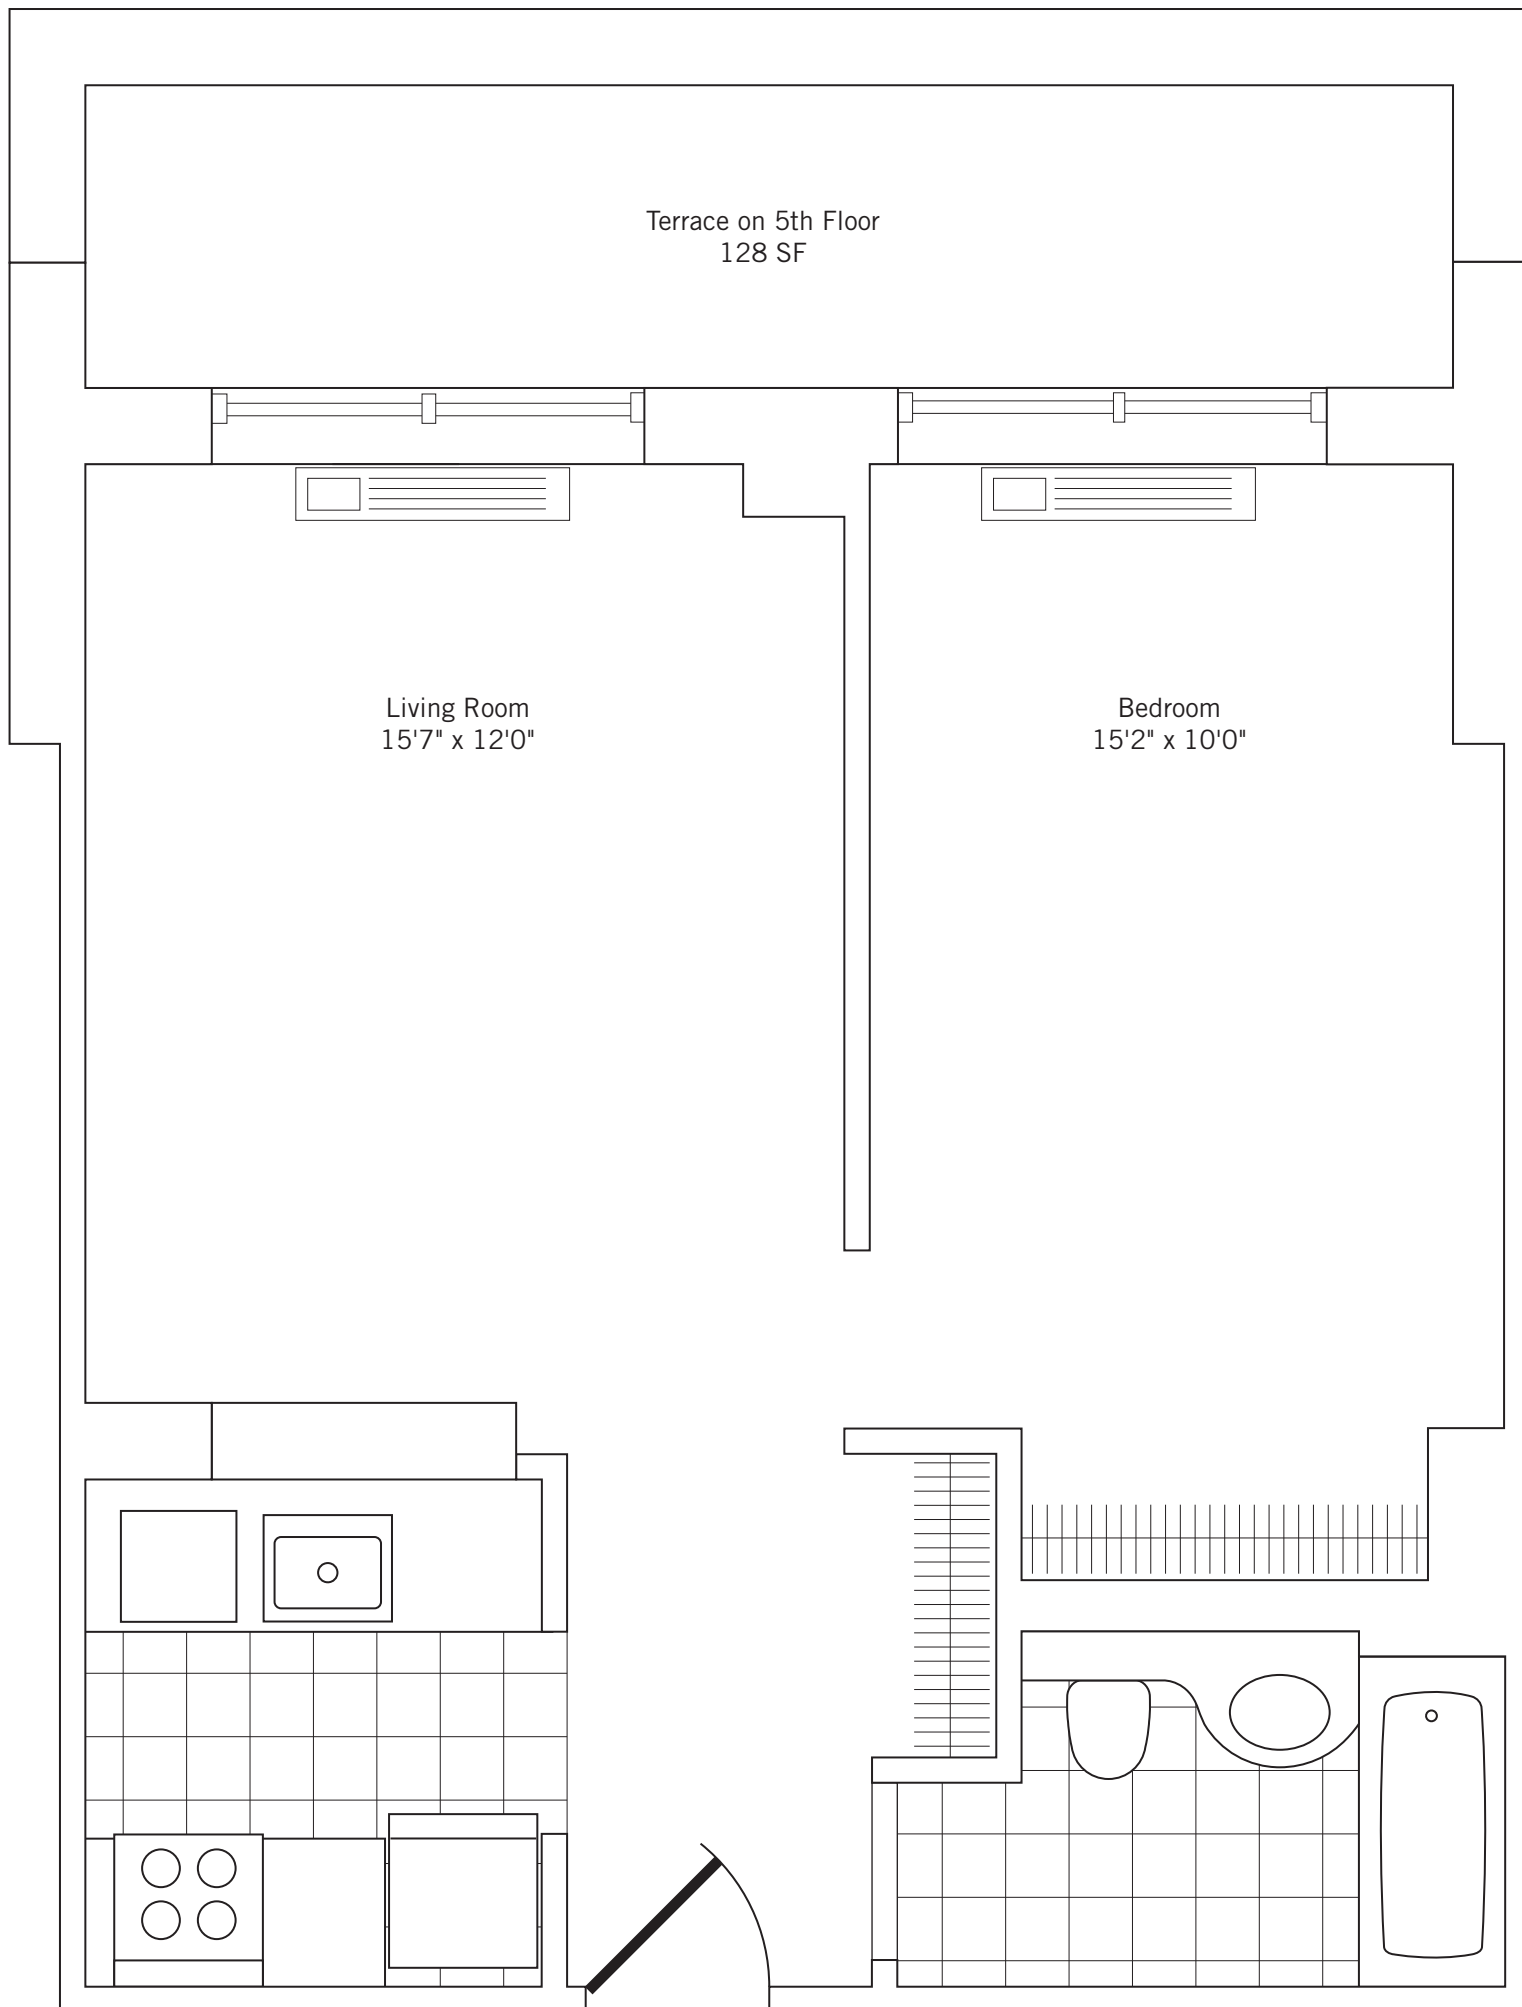 Terrace on 5th Floor
128 SF
Living Room
15'7" x 12'0"
Bedroom
15'2" x 10'0"